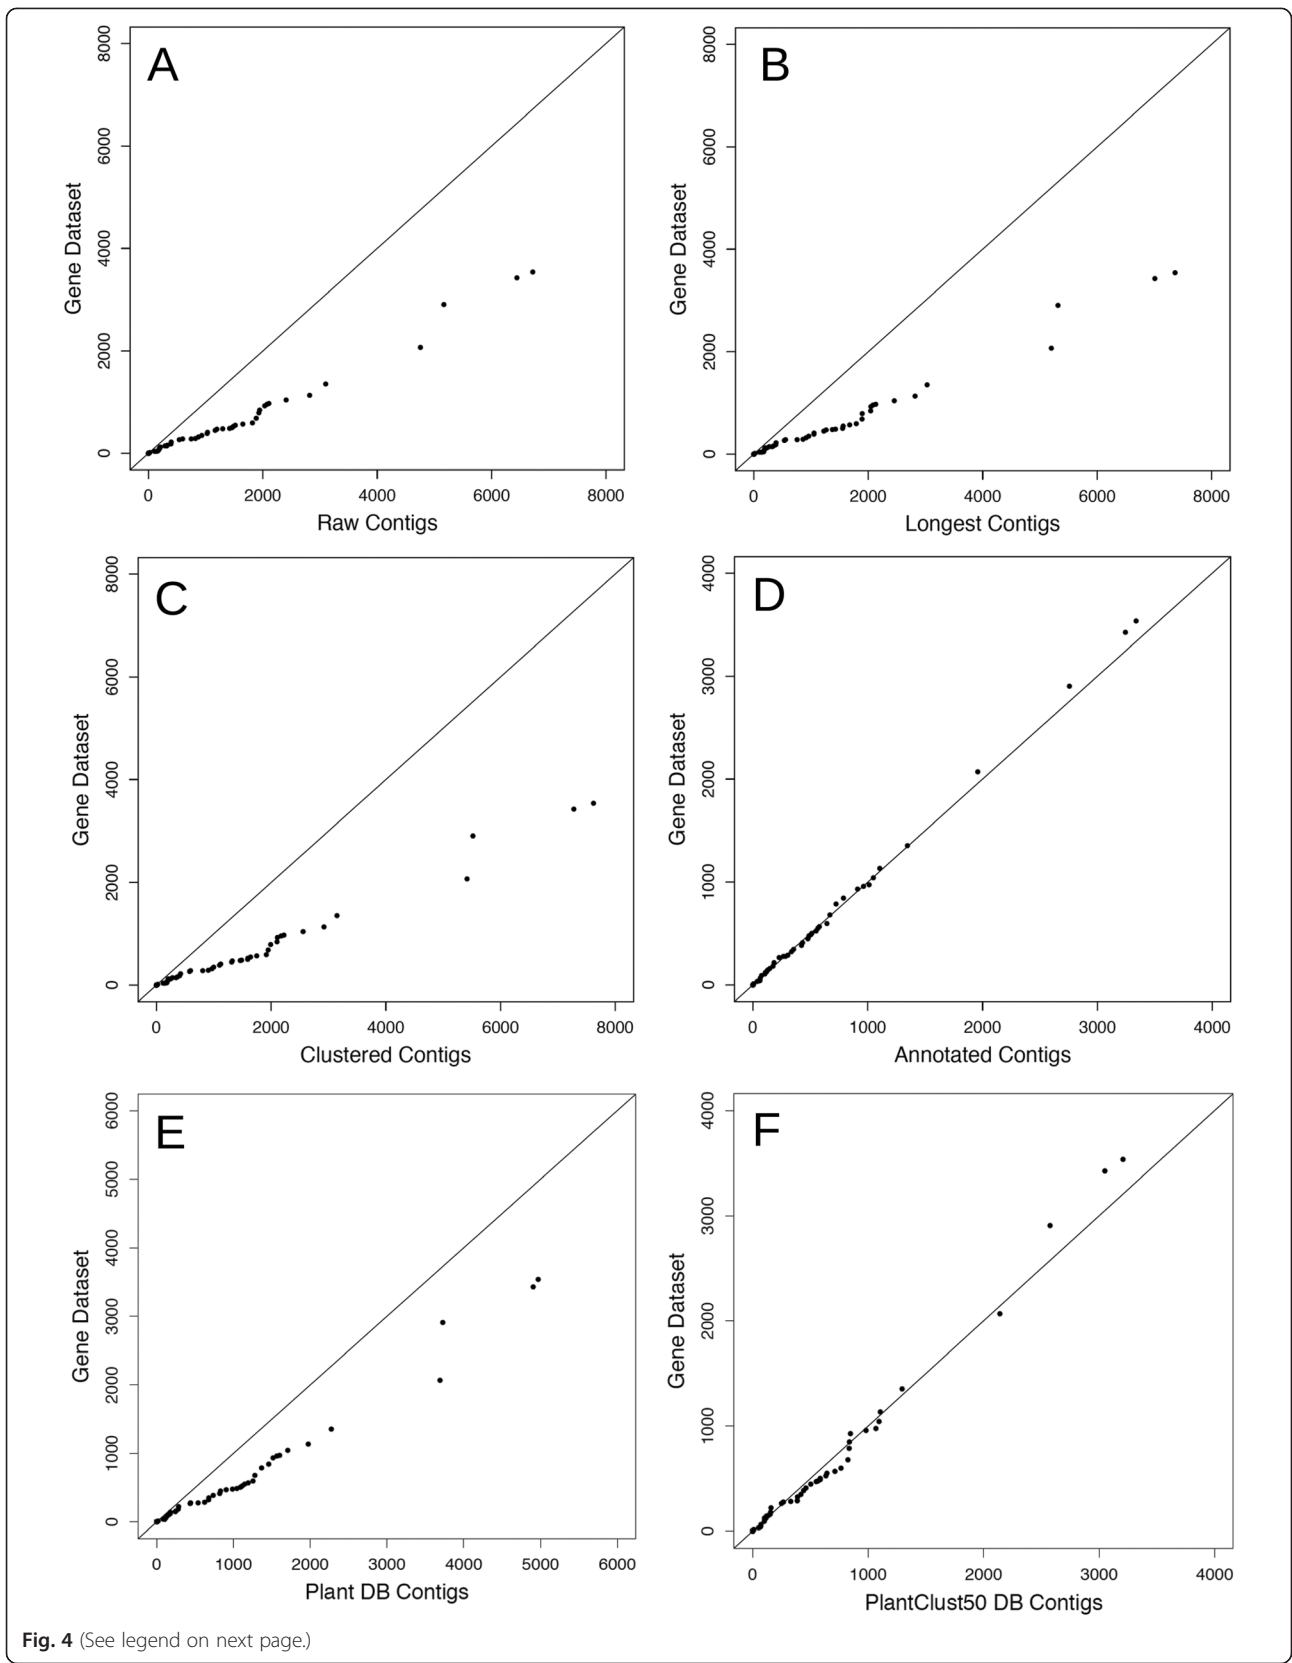 A
8000
6000
4000
2000
0
Gene Dataset
0 2000 4000 6000 8000
Raw Contigs
B
8000
6000
4000
2000
0
Gene Dataset
0 2000 4000 6000 8000
Longest Contigs
C
8000
6000
4000
2000
0
Gene Dataset
0 2000 4000 6000 8000
Clustered Contigs
D
4000
3000
2000
1000
0
Gene Dataset
0 1000 2000 3000 4000
Annotated Contigs
E
6000
5000
4000
3000
2000
1000
0
Gene Dataset
0 1000 2000 3000 4000 5000 6000
Plant DB Contigs
F
4000
3000
2000
1000
0
Gene Dataset
0 1000 2000 3000 4000
PlantClust50 DB Contigs
Fig. 4 (See legend on next page.)